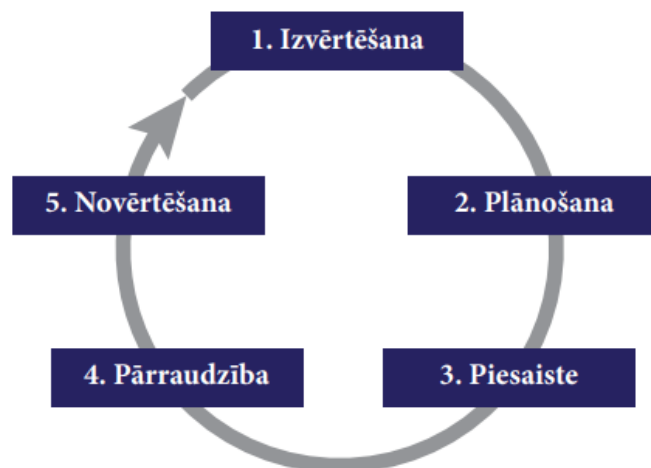 1. Izvērtēšana
2. Plānošana
3. Piesaiste
4. Pārraudzība
5. Novērtēšana